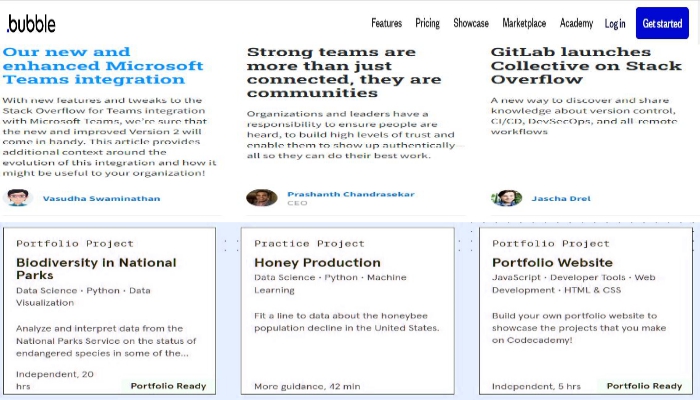 .bubble
Features Pricing Showcase Marketplace Academy Log in Get started
Our new and
enhanced Microsoft
Teams integration
With new features and tweaks to the
Stack Overflow for Teams integration
with Microsoft Teams, we're sure that
the new and improved Version 2 will
come in handy. This article provides
additional context around the
evolution of this integration and how it
might be useful to your organization!
Vasudha Swaminathan
Strong teams are
more than just
connected, they are
communities
Organizations and leaders have a
responsibility to ensure people are
heard, to build high levels of trust and
enable them to show up authentically—
all so they can do their best work.
Prashanth Chandrasekar
CEO
GitLab launches
Collective on Stack
Overflow
A new way to discover and share
knowledge about version control,
CI/CD, DevSecOps, and all-remote
workflows
Jascha Drel
Portfolio Project
Biodiversity in National
Parks
Data Science • Python • Data
Visualization
Analyze and interpret data from the
National Parks Service on the status of
endangered species in some of the...
Independent, 20
hrs
Portfolio Ready
Practice Project
Honey Production
Data Science • Python • Machine
Learning
Fit a line to data about the honeybee
population decline in the United States.
More guidance, 42 min
Portfolio Project
Portfolio Website
JavaScript • Developer Tools • Web
Development • HTML & CSS
Build your own portfolio website to
showcase the projects that you make
on Codecademy!
Independent, 5 hrs
Portfolio Ready